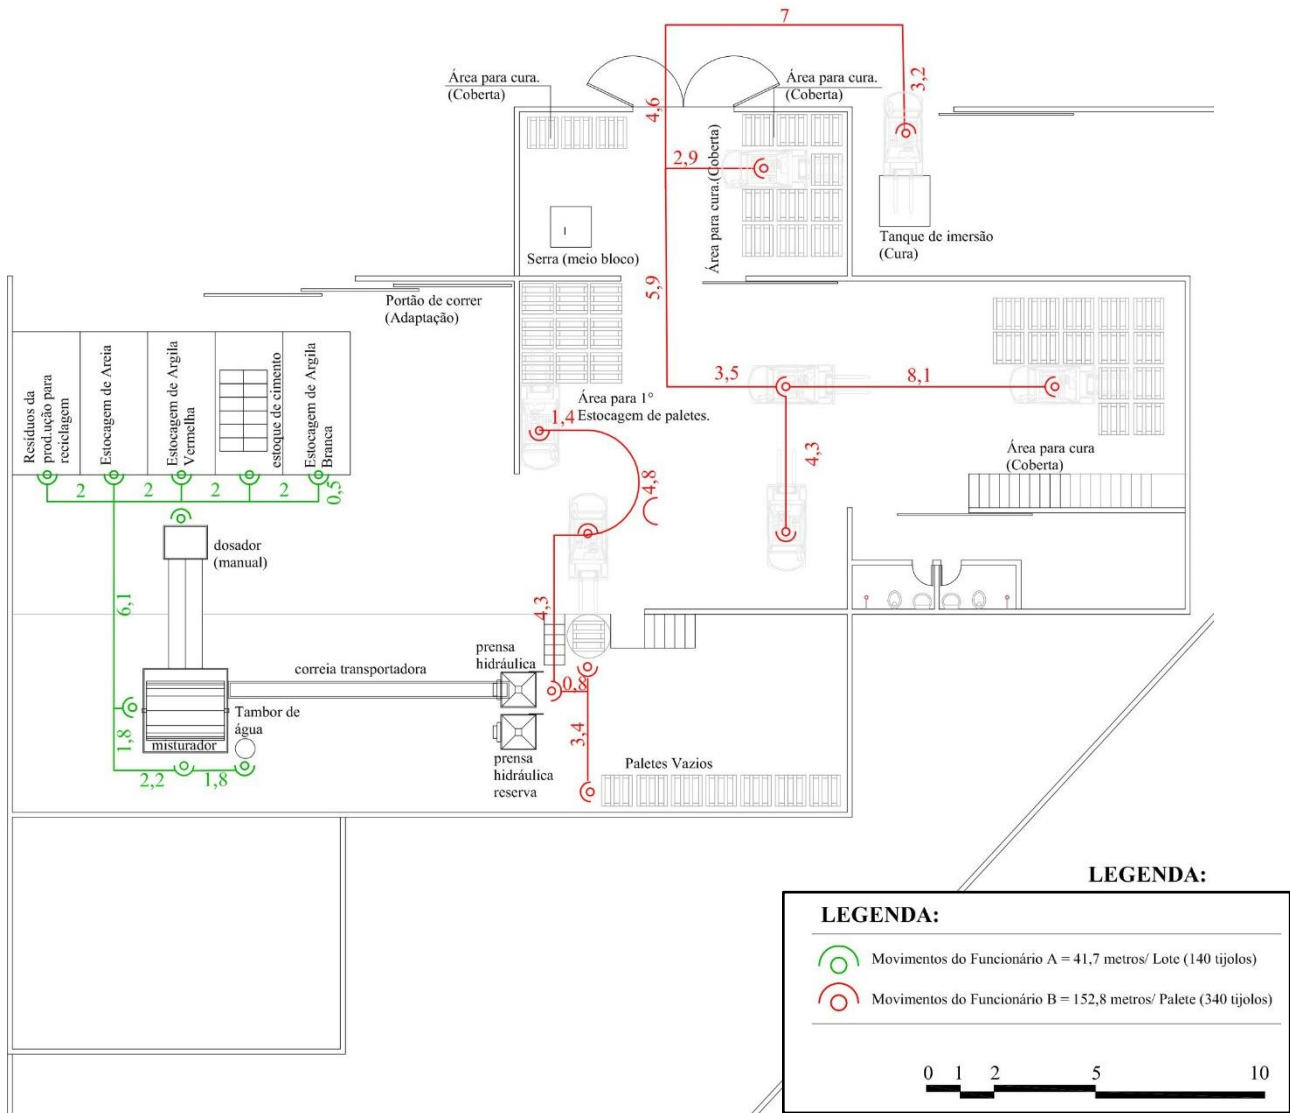 7
Área para cura.
(Coberta)
Área para cura.
(Coberta)
4,6
3,2
2,9
Área para cura.(Coberta)
Serra (meio bloco)
Tanque de imersão
(Cura)
5,9
Portão de correr
(Adaptação)
Resíduos da
prod.ução para
reciclagem
Estocagem de Areia
Estocagem de Argila
Vermelha
estoque de cimento
Estocagem de Argila
Branca
3,5
8,1
Área para 1°
Estocagem de paletes.
1,4
4,3
4,8
Área para cura
(Coberta)
2
2
2
2
0,5
dosador
(manual)
6,1
4,3
correia transportadora
prensa
hidráulica
0,8
Tambor de
água
1,8
misturador
3,4
2,2
1,8
prensa
hidráulica
reserva
Paletes Vazios
LEGENDA:
LEGENDA:
Movimentos do Funcionário A = 41,7 metros/ Lote (140 tijolos)
Movimentos do Funcionário B = 152,8 metros/ Palete (340 tijolos)
0 1 2 5 10